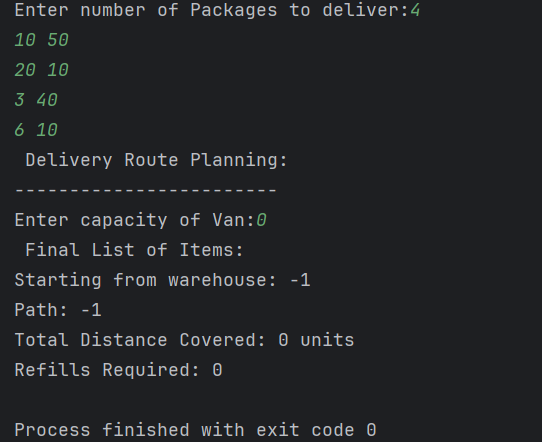 Enter number of Packages to deliver:4
10 50
20 10
3 40
6 10
 Delivery Route Planning:
------------------------
Enter capacity of Van:0
 Final List of Items:
Starting from warehouse: -1
Path: -1
Total Distance Covered: 0 units
Refills Required: 0

Process finished with exit code 0